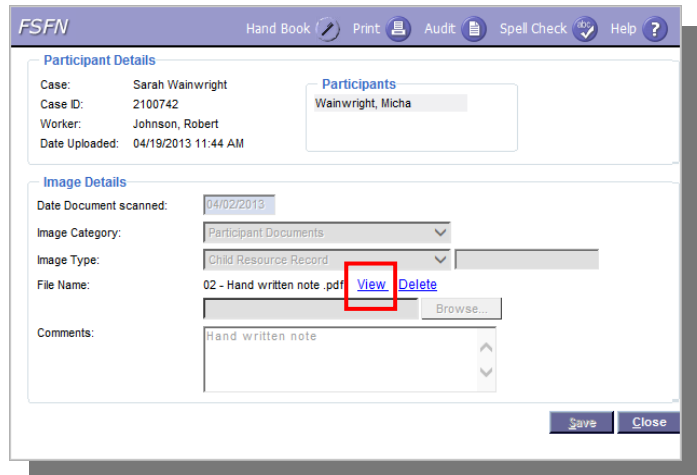 FSFN Hand Book Print Audit Spell Check abc Help ?
Participant Details
Case: Sarah Wainwright
Case ID: 2100742
Worker: Johnson, Robert
Date Uploaded: 04/19/2013 11:44 AM
Participants
Wainwright, Micha
Image Details
Date Document scanned: 04/02/2013
Image Category: Participant Documents
Image Type: Child Resource Record
File Name: 02 - Hand written note .pdf View Delete
Browse...
Comments: Hand written note
Save Close